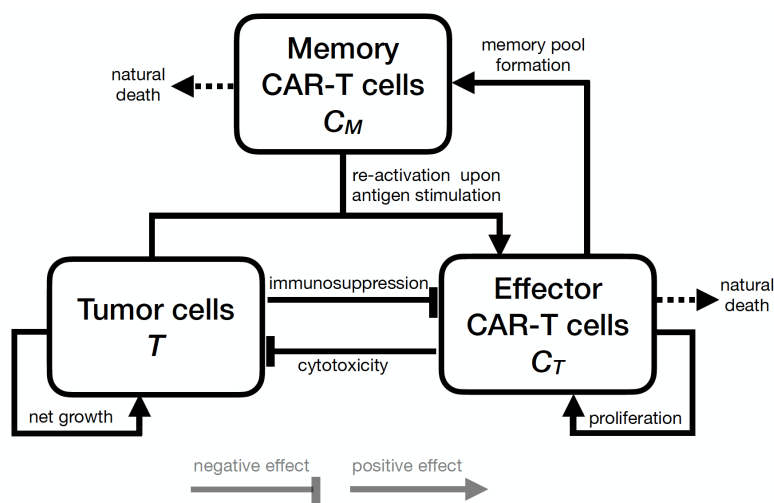 Memory
CAR-T cells
C_M
natural
death
memory pool
formation
re-activation upon
antigen stimulation
Tumor cells
T
immunosuppression
cytotoxicity
Effector
CAR-T cells
C_T
natural
death
net growth
proliferation
negative effect
positive effect